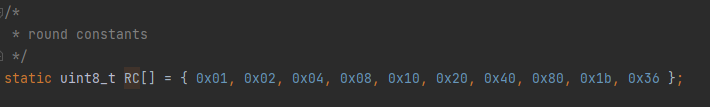 /*
 * round constants
 */
static uint8_t RC[] = { 0x01, 0x02, 0x04, 0x08, 0x10, 0x20, 0x40, 0x80, 0x1b, 0x36 };